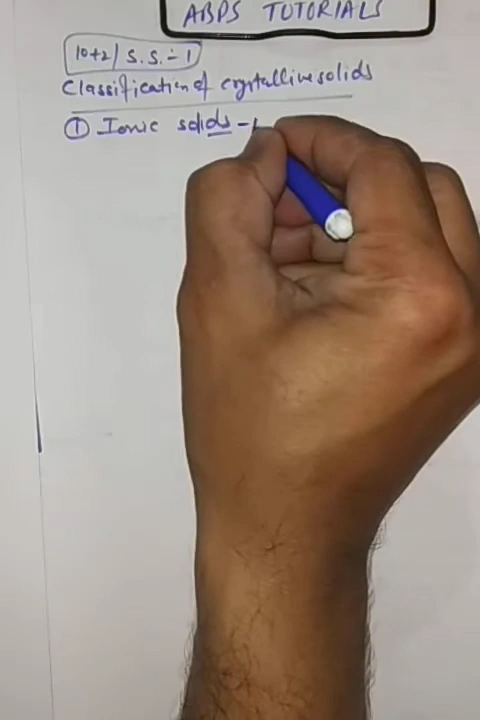 ABPS TUTORIALS
10+2/ S.S.-1
Classification of crystalline solids
① Ionic solids -